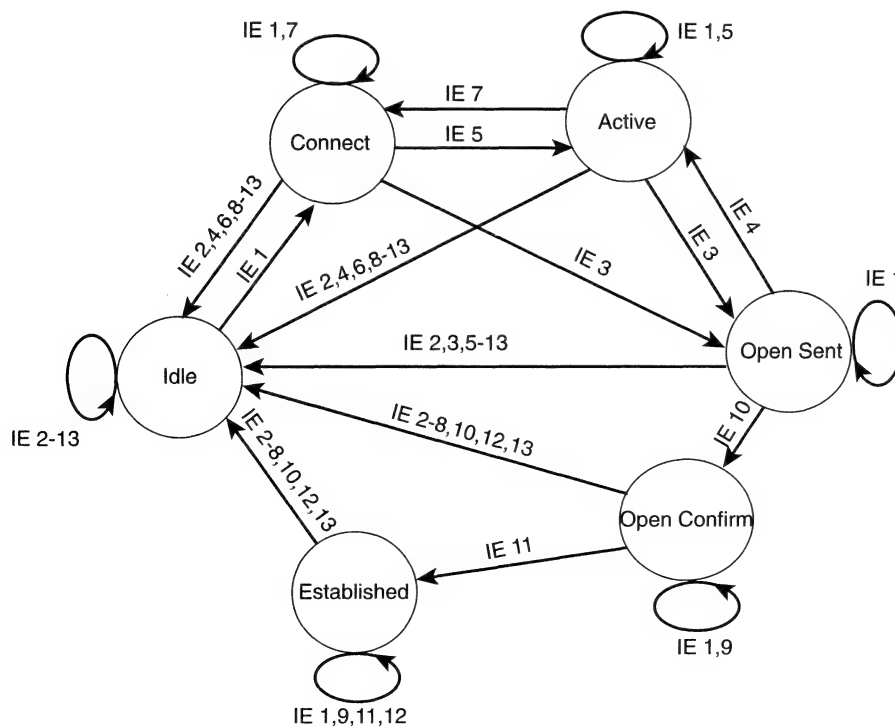 IE 1,7
IE 1,5
IE 7
Connect
Active
IE 5
IE 2,4,6,8-13
IE 1
IE 2,4,6,8-13
IE 3
IE 3
IE 4
IE 1
IE 2,3,5-13
Open Sent
Idle
IE 2-13
IE 2-8,10,12,13
IE 2-8,10,12,13
IE 10
Open Confirm
IE 11
Established
IE 1,9
IE 1,9,11,12